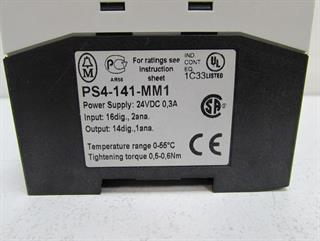 For ratings see
instruction
sheet
IND.
CONT.
EQ.
1C33
LISTED
M
AЯ56
PS4-141-MM1
Power Supply: 24VDC 0,3A
Input: 16dig., 2ana.
Output: 14dig.,1ana.
Temperature range 0-55°C
Tightening torque 0,5-0,6Nm